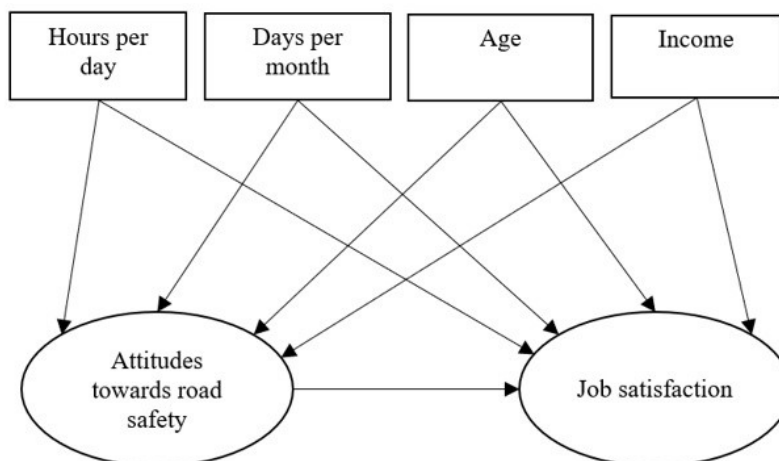 Hours per
day
Days per
month
Age
Income
Attitudes
towards road
safety
Job satisfaction